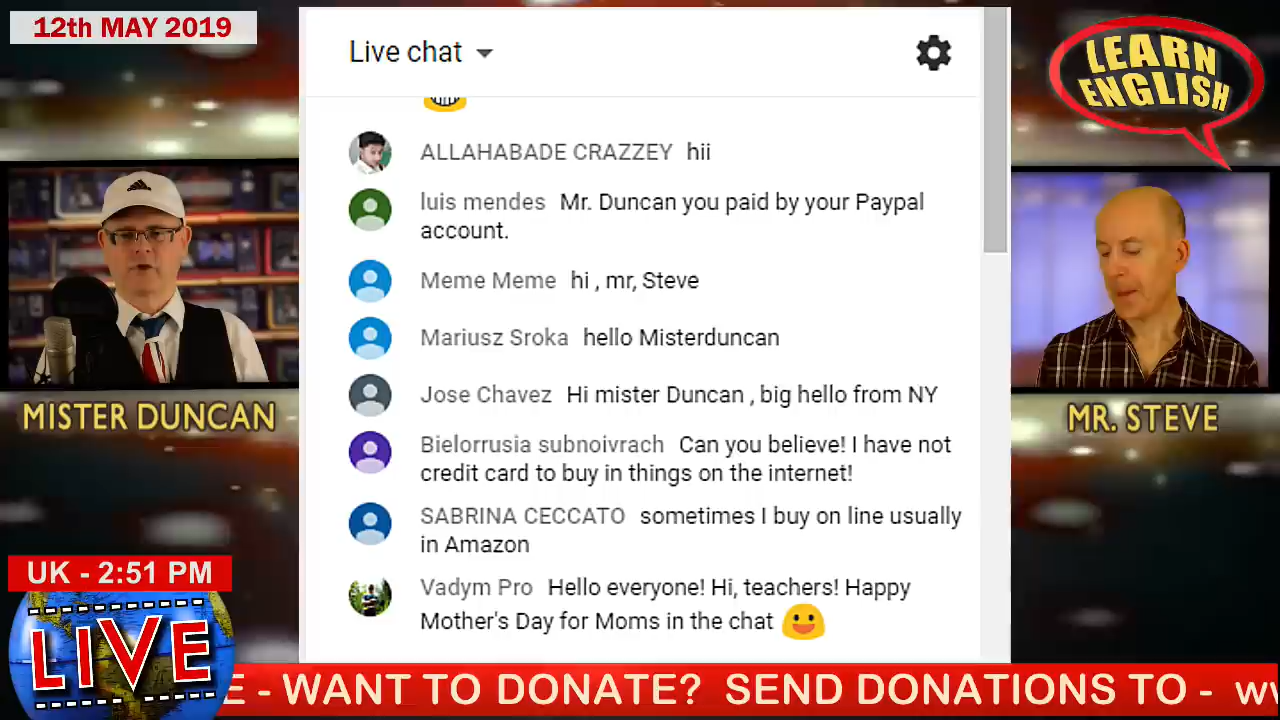 12th MAY 2019
Live chat
LEARN
ENGLISH
ALLAHABADE CRAZZEY hii
luis mendes Mr. Duncan you paid by your Paypal
account.
Meme Meme hi , mr, Steve
Mariusz Sroka hello Misterduncan
Jose Chavez Hi mister Duncan , big hello from NY
Bielorrusia subnoivrach Can you believe! I have not
credit card to buy in things on the internet!
SABRINA CECCATO sometimes I buy on line usually
in Amazon
Vadym Pro Hello everyone! Hi, teachers! Happy
Mother's Day for Moms in the chat
MISTER DUNCAN
MR. STEVE
UK - 2:51 PM
LIVE
E - WANT TO DONATE? SEND DONATIONS TO - w